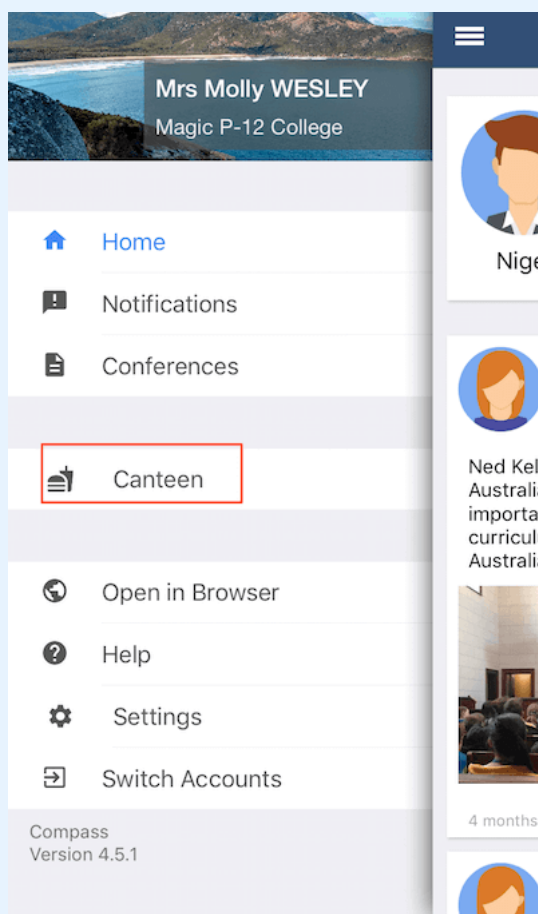 Mrs Molly WESLEY
Magic P-12 College
Home
Notifications
Conferences
Canteen
Open in Browser
Help
Settings
Switch Accounts
Compass
Version 4.5.1
Ned
4 months